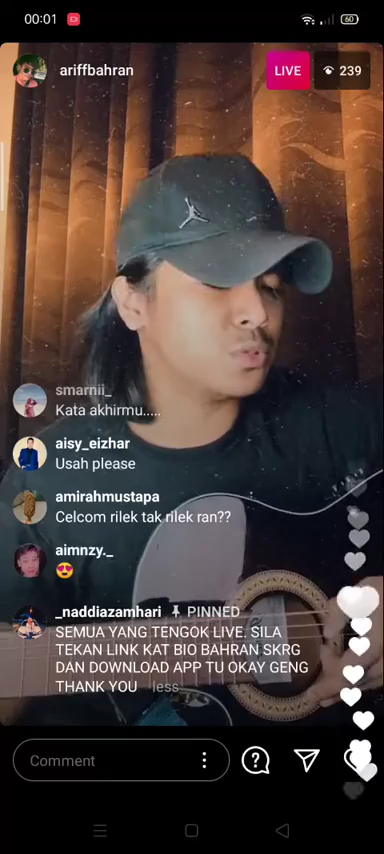 00:01
60
ariffbahran
LIVE
239
smarnii_
Kata akhirmu.....
aisy_eizhar
Usah please
amirahmustapa
Celcom rilek tak rilek ran??
aimnzy._
😍
_naddiazamhari PINNED
SEMUA YANG TENGOK LIVE. SILA
TEKAN LINK KAT BIO BAHRAN SKRG
DAN DOWNLOAD APP TU OKAY GENG
THANK YOU less
Comment